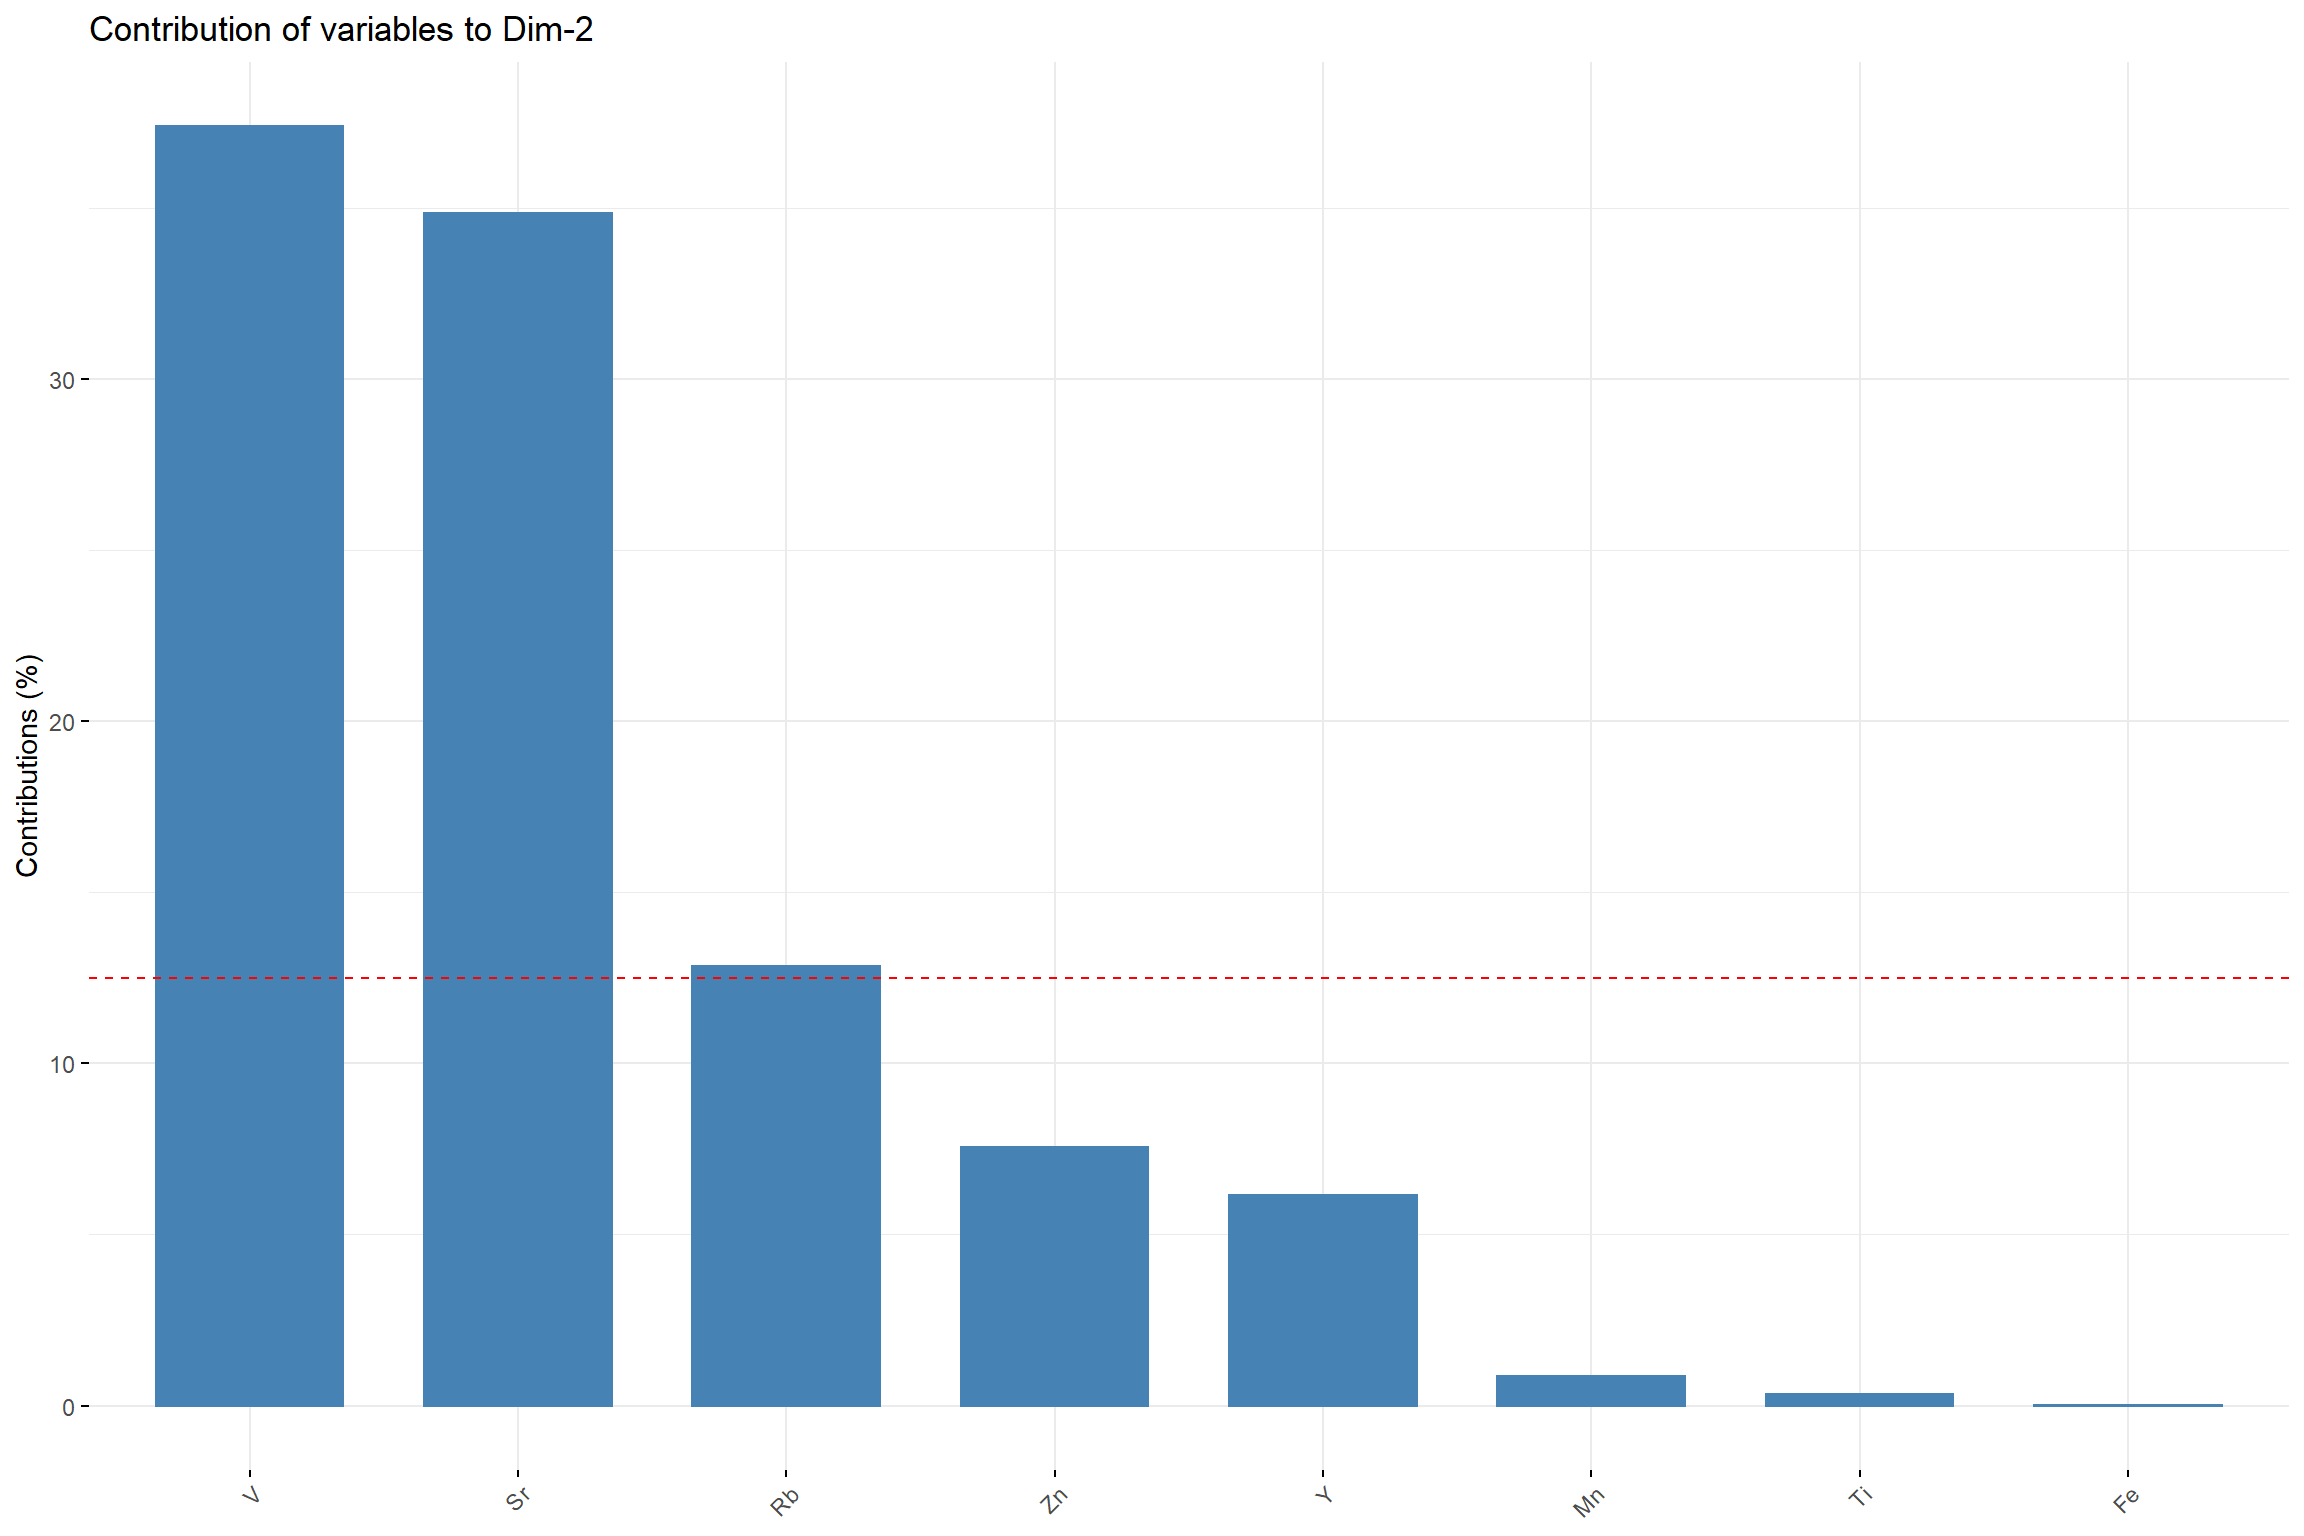 Contribution of variables to Dim-2
Contributions (%)
30
20
10
0
V
Sr
Rb
Zn
Y
Mn
Ti
Fe